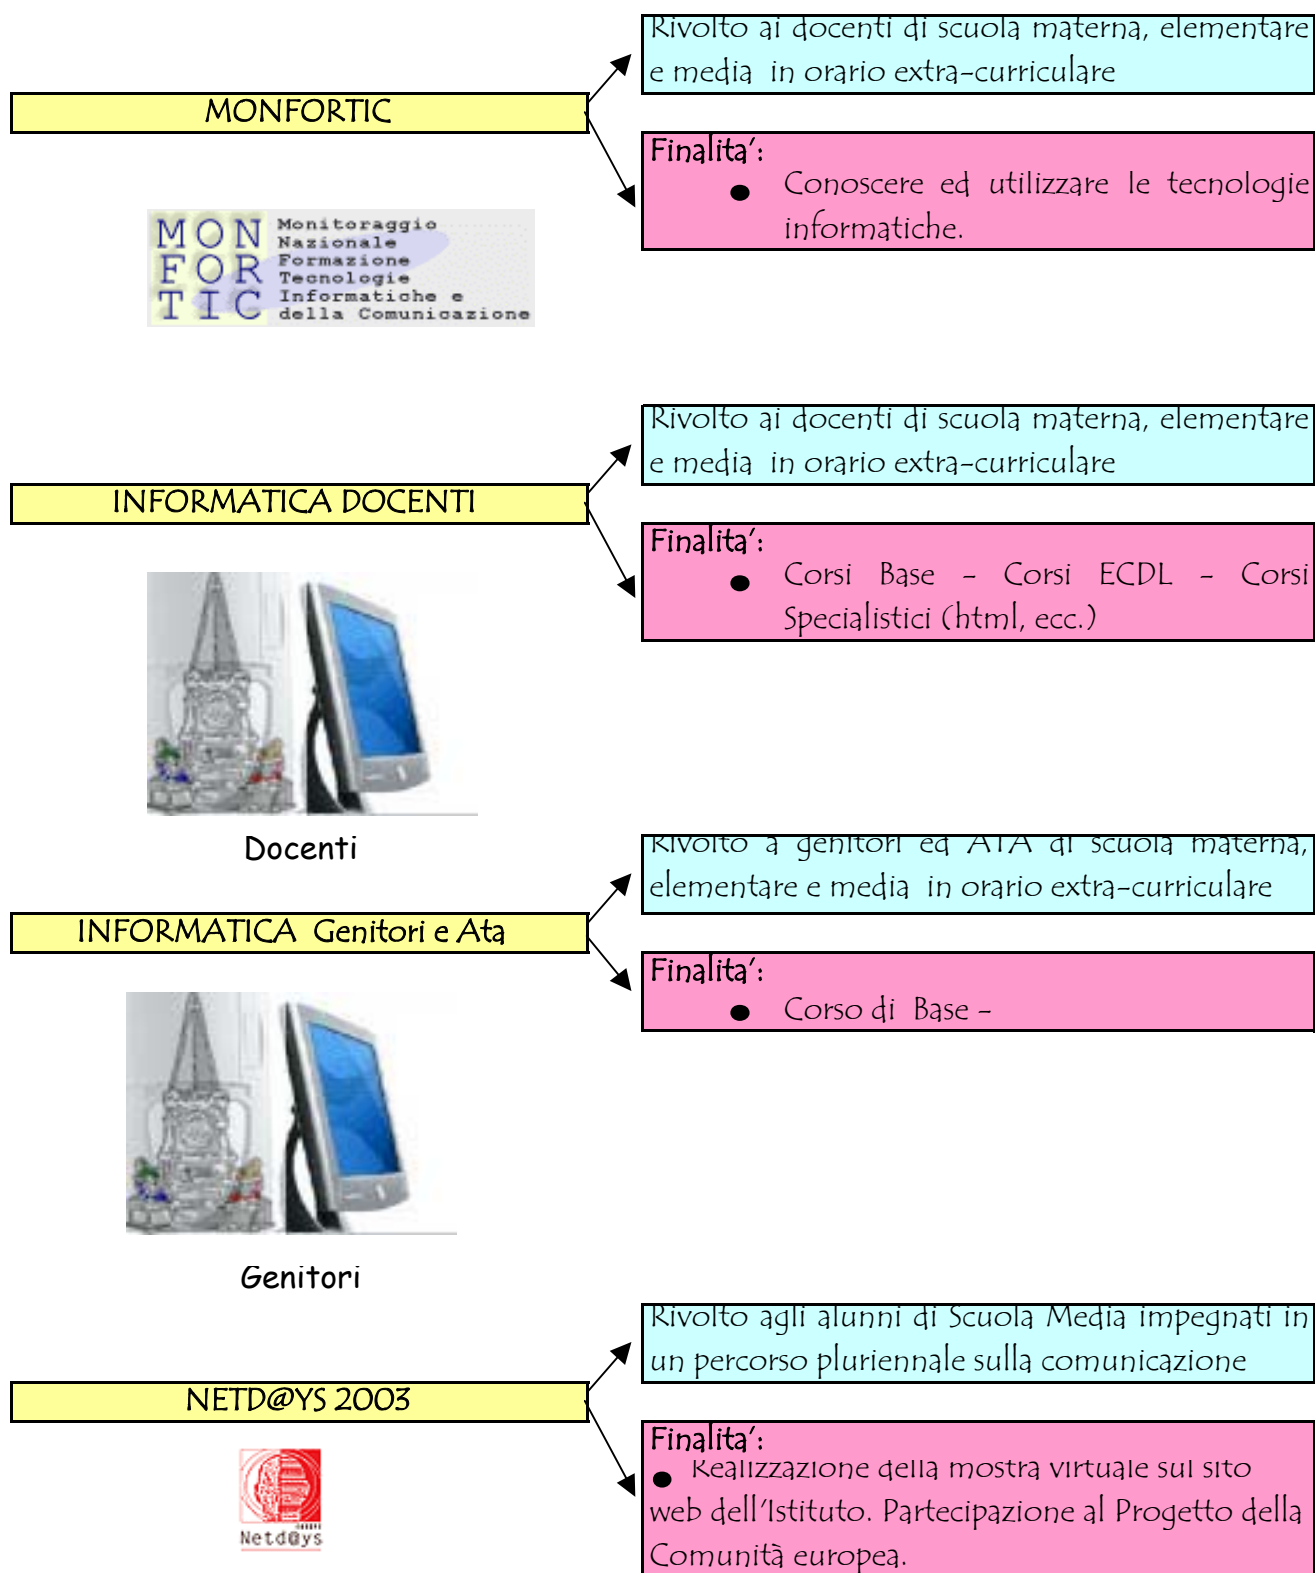 Rivolto ai docenti di scuola materna, elementare
e media in orario extra-curriculare
MONFORTIC
Finalita':
● Conoscere ed utilizzare le tecnologie
informatiche.
MON Monitoraggio
Nazionale
FOR Formazione
Tecnologie
TIC Informatiche e
della Comunicazione
Rivolto ai docenti di scuola materna, elementare
e media in orario extra-curriculare
INFORMATICA DOCENTI
Finalita':
● Corsi Base - Corsi ECDL - Corsi
Specialistici (html, ecc.)
Docenti
Rivolto a genitori ed ATA di scuola materna,
elementare e media in orario extra-curriculare
INFORMATICA Genitori e Ata
Finalita':
● Corso di Base -
Genitori
Rivolto agli alunni di Scuola Media impegnati in
un percorso pluriennale sulla comunicazione
NETD@YS 2003
Finalita':
● Realizzazione della mostra virtuale sul sito
web dell'Istituto. Partecipazione al Progetto della
Comunità europea.
Netd@ys